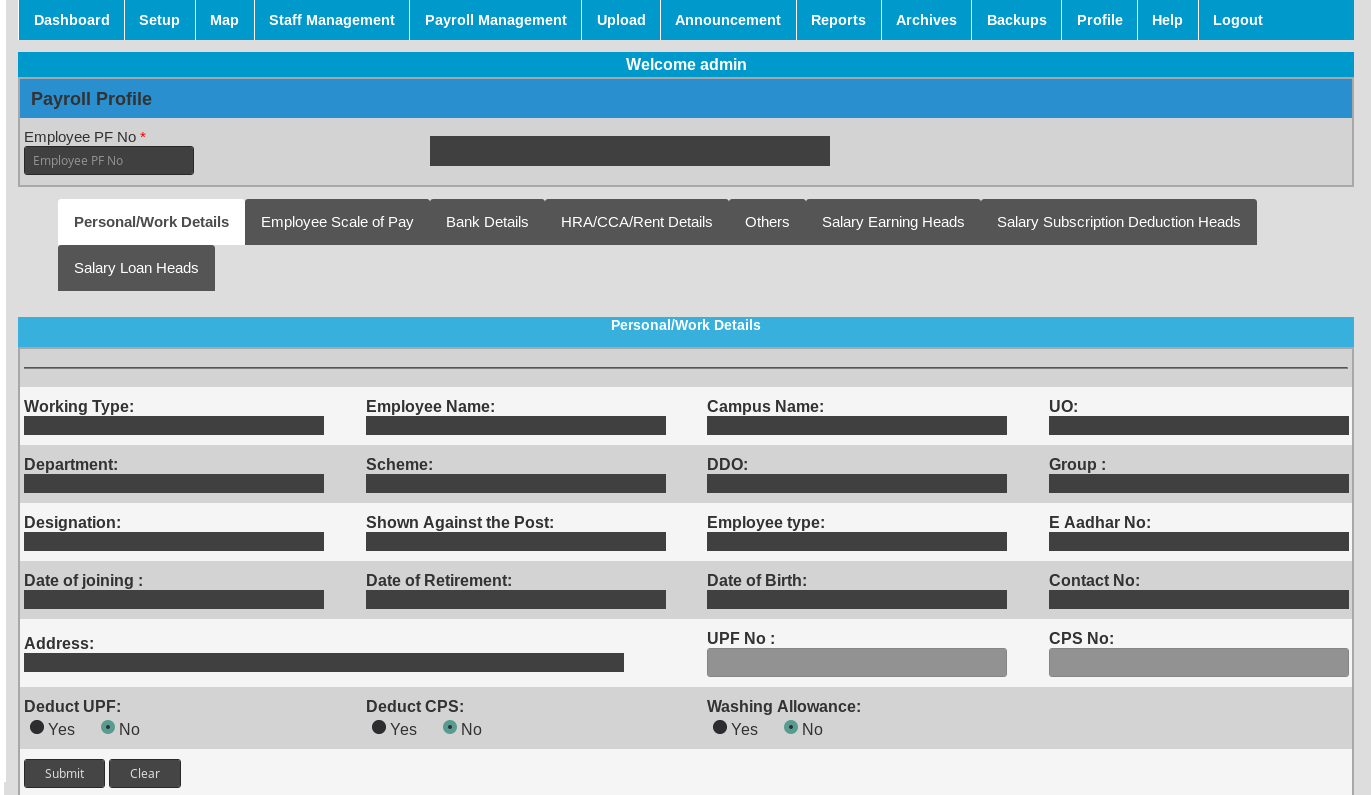 Dashboard Setup Map Staff Management Payroll Management Upload Announcement Reports Archives Backups Profile Help Logout
Welcome admin
Payroll Profile
Employee PF No *
Employee PF No
Personal/Work Details Employee Scale of Pay Bank Details HRA/CCA/Rent Details Others Salary Earning Heads Salary Subscription Deduction Heads
Salary Loan Heads
Personal/Work Details
Working Type: Employee Name: Campus Name: UO:
Department: Scheme: DDO: Group :
Designation: Shown Against the Post: Employee type: E Aadhar No:
Date of joining : Date of Retirement: Date of Birth: Contact No:
Address: UPF No : CPS No:
Deduct UPF: Deduct CPS: Washing Allowance:
Yes No Yes No Yes No
Submit Clear